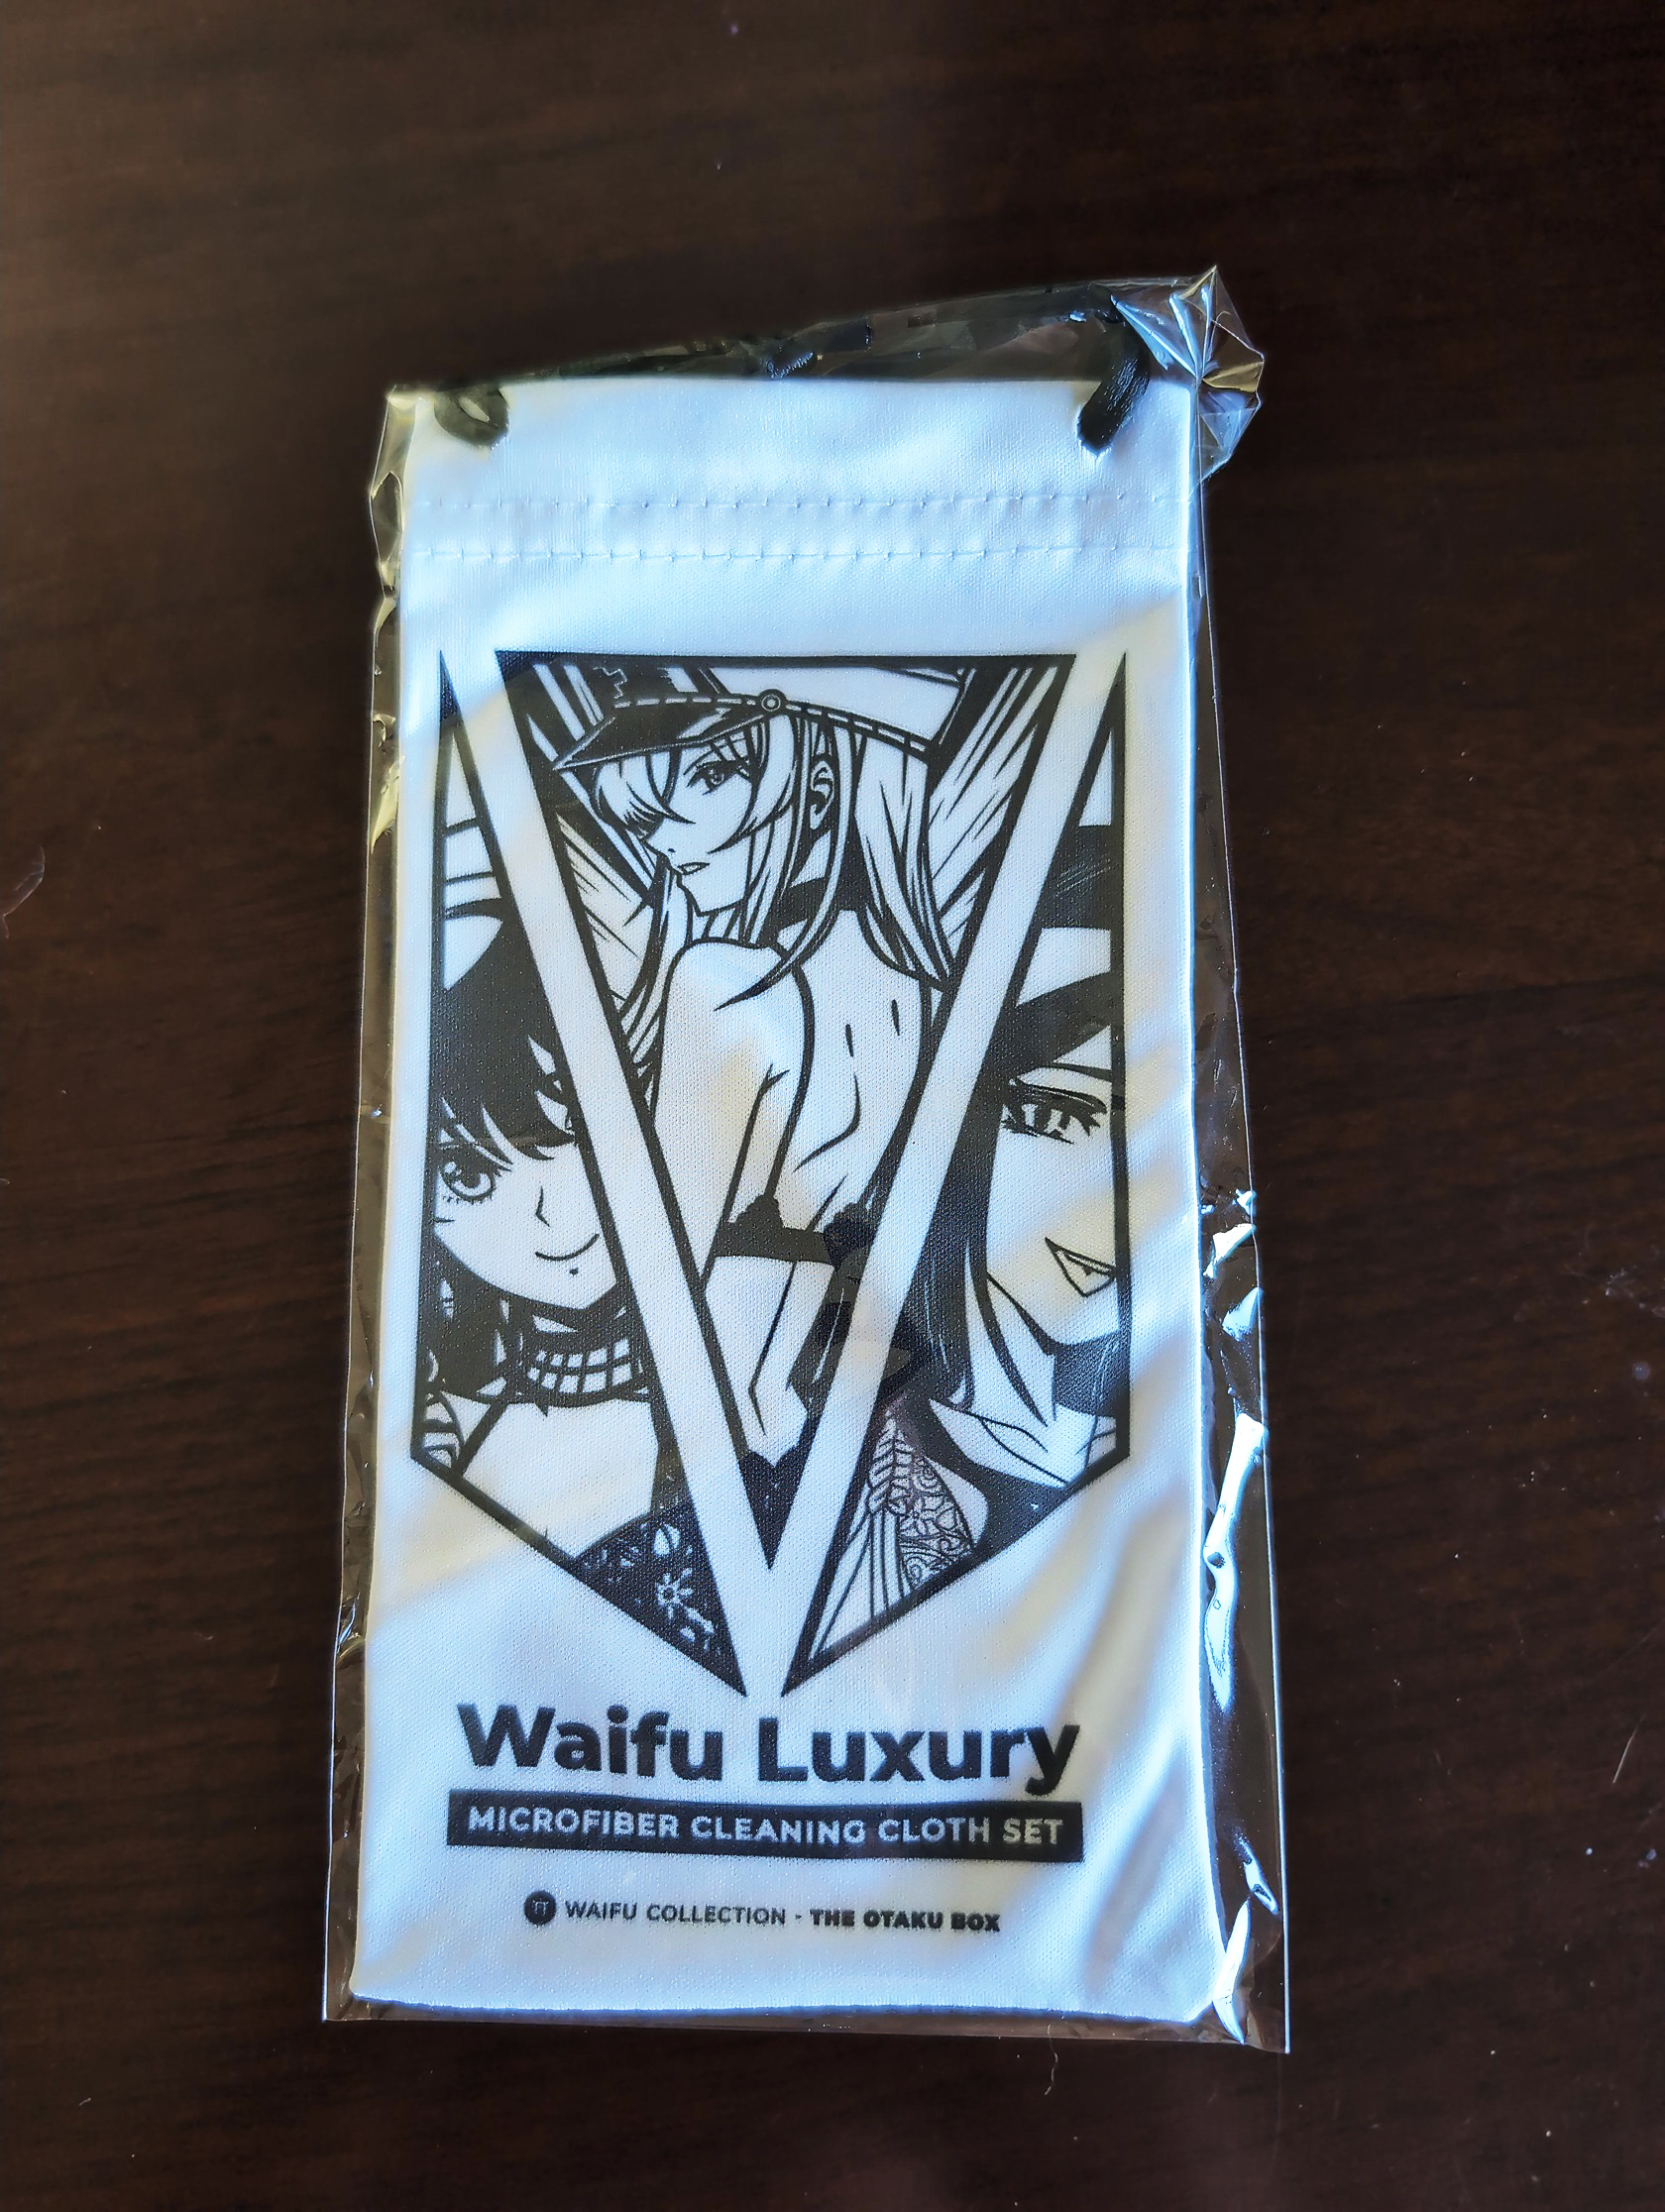 Waifu Luxury
MICROFIBER CLEANING CLOTH SET
WAIFU COLLECTION - THE OTAKU BOX